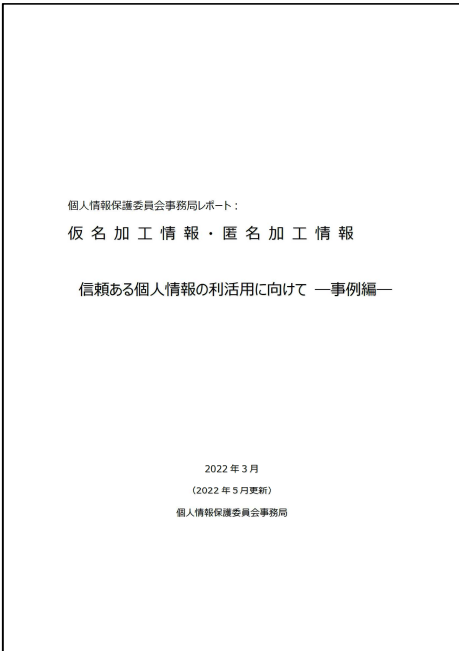 個人情報保護委員会事務局レポート：
仮名加工情報・匿名加工情報
信頼ある個人情報の利活用に向けて ―事例編―
2022年3月
（2022年5月更新）
個人情報保護委員会事務局